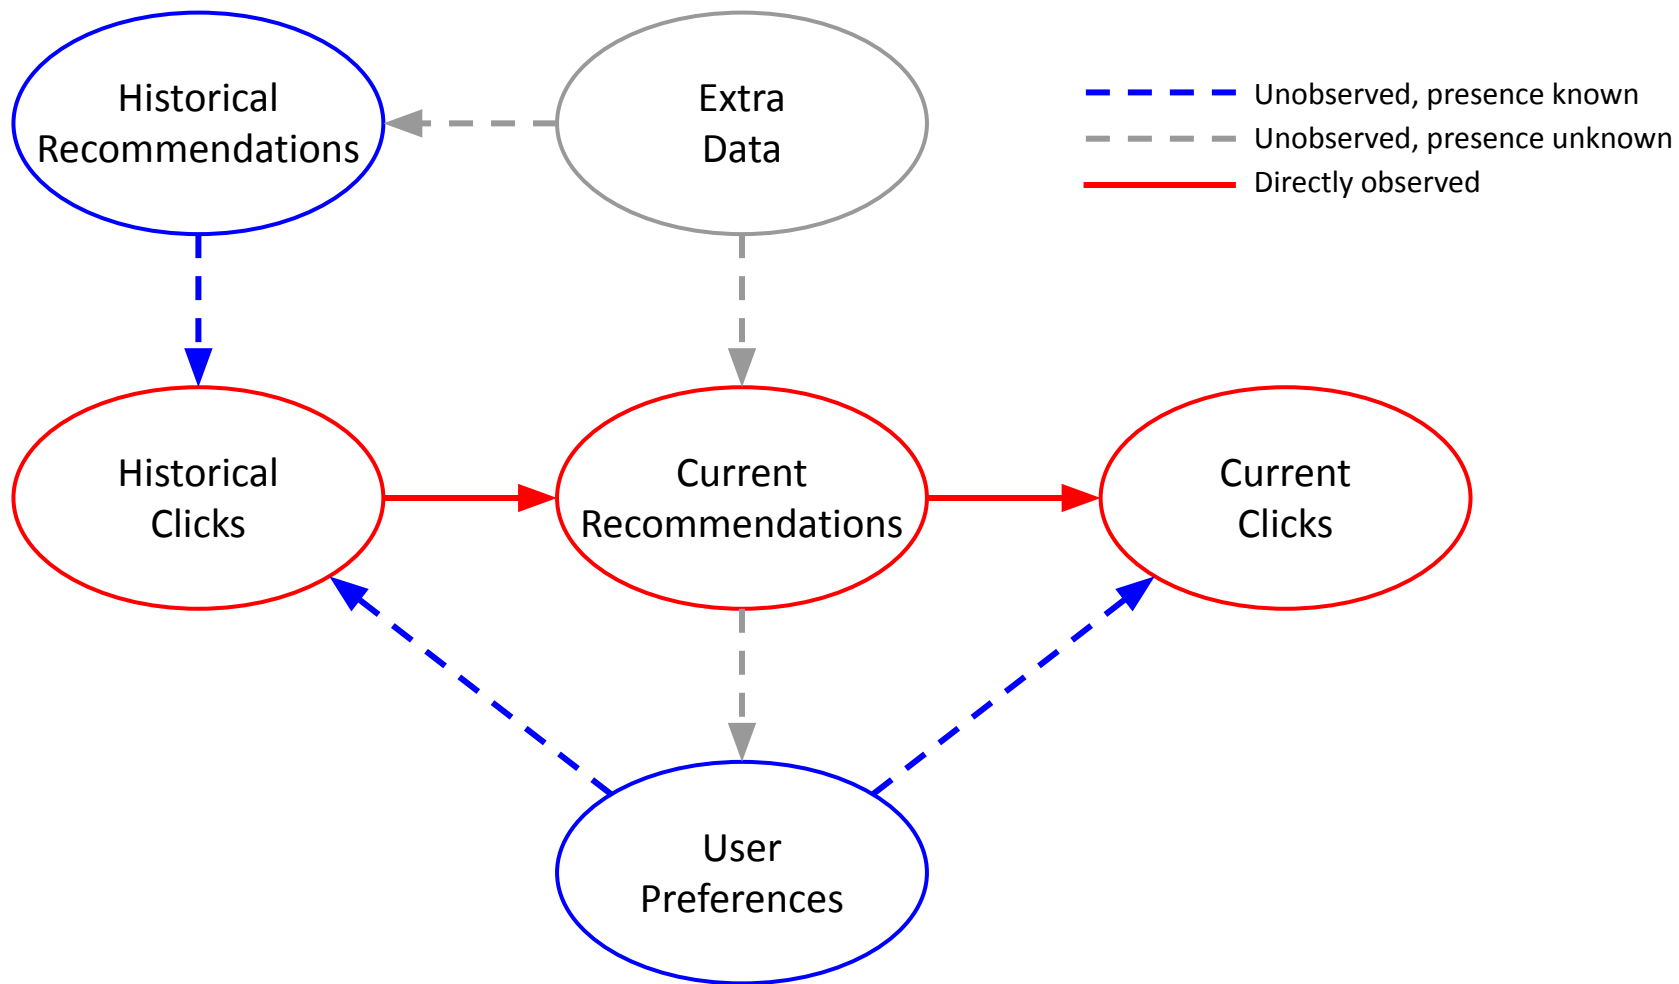 Historical
Recommendations
Extra
Data
Unobserved, presence known
Unobserved, presence unknown
Directly observed
Historical
Clicks
Current
Recommendations
Current
Clicks
User
Preferences